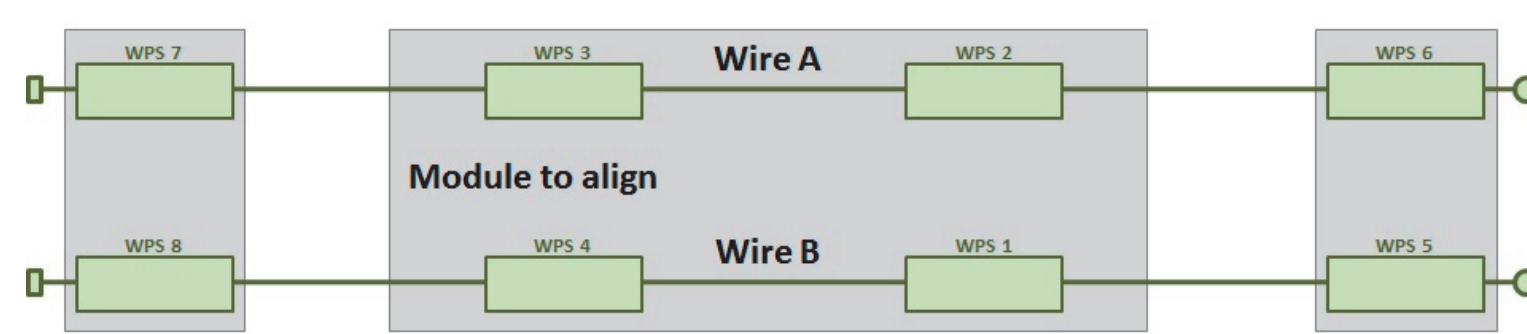 WPS 7
WPS 3
Wire A
WPS 2
WPS 6
Module to align
WPS 8
WPS 4
Wire B
WPS 1
WPS 5